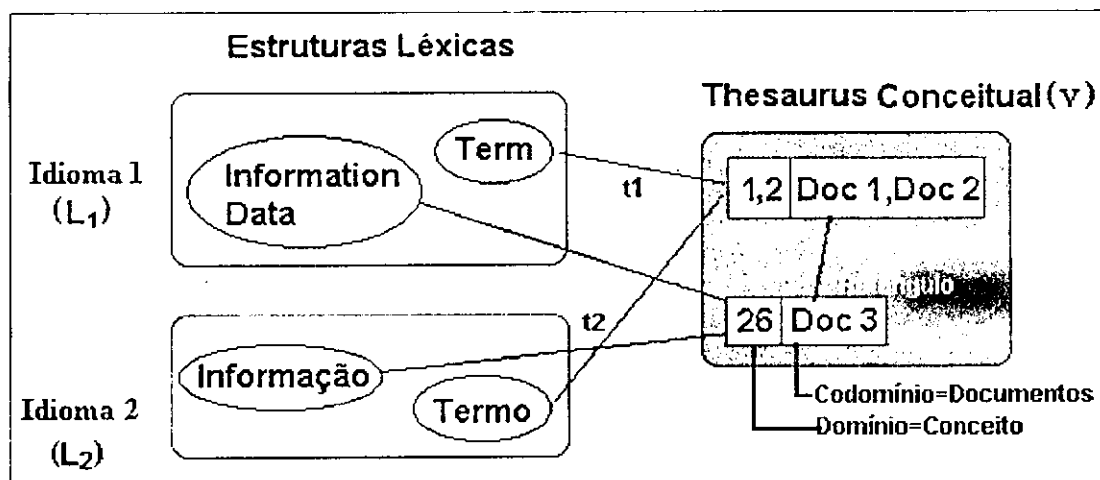 Estruturas Léxicas
Thesaurus Conceitual(v)
Idioma 1
(L₁)
Term
Information
Data
t1
1,2 Doc 1,Doc 2
26 Doc 3
t2
Informação
Termo
Idioma 2
(L₂)
Codomínio=Documentos
Domínio=Conceito